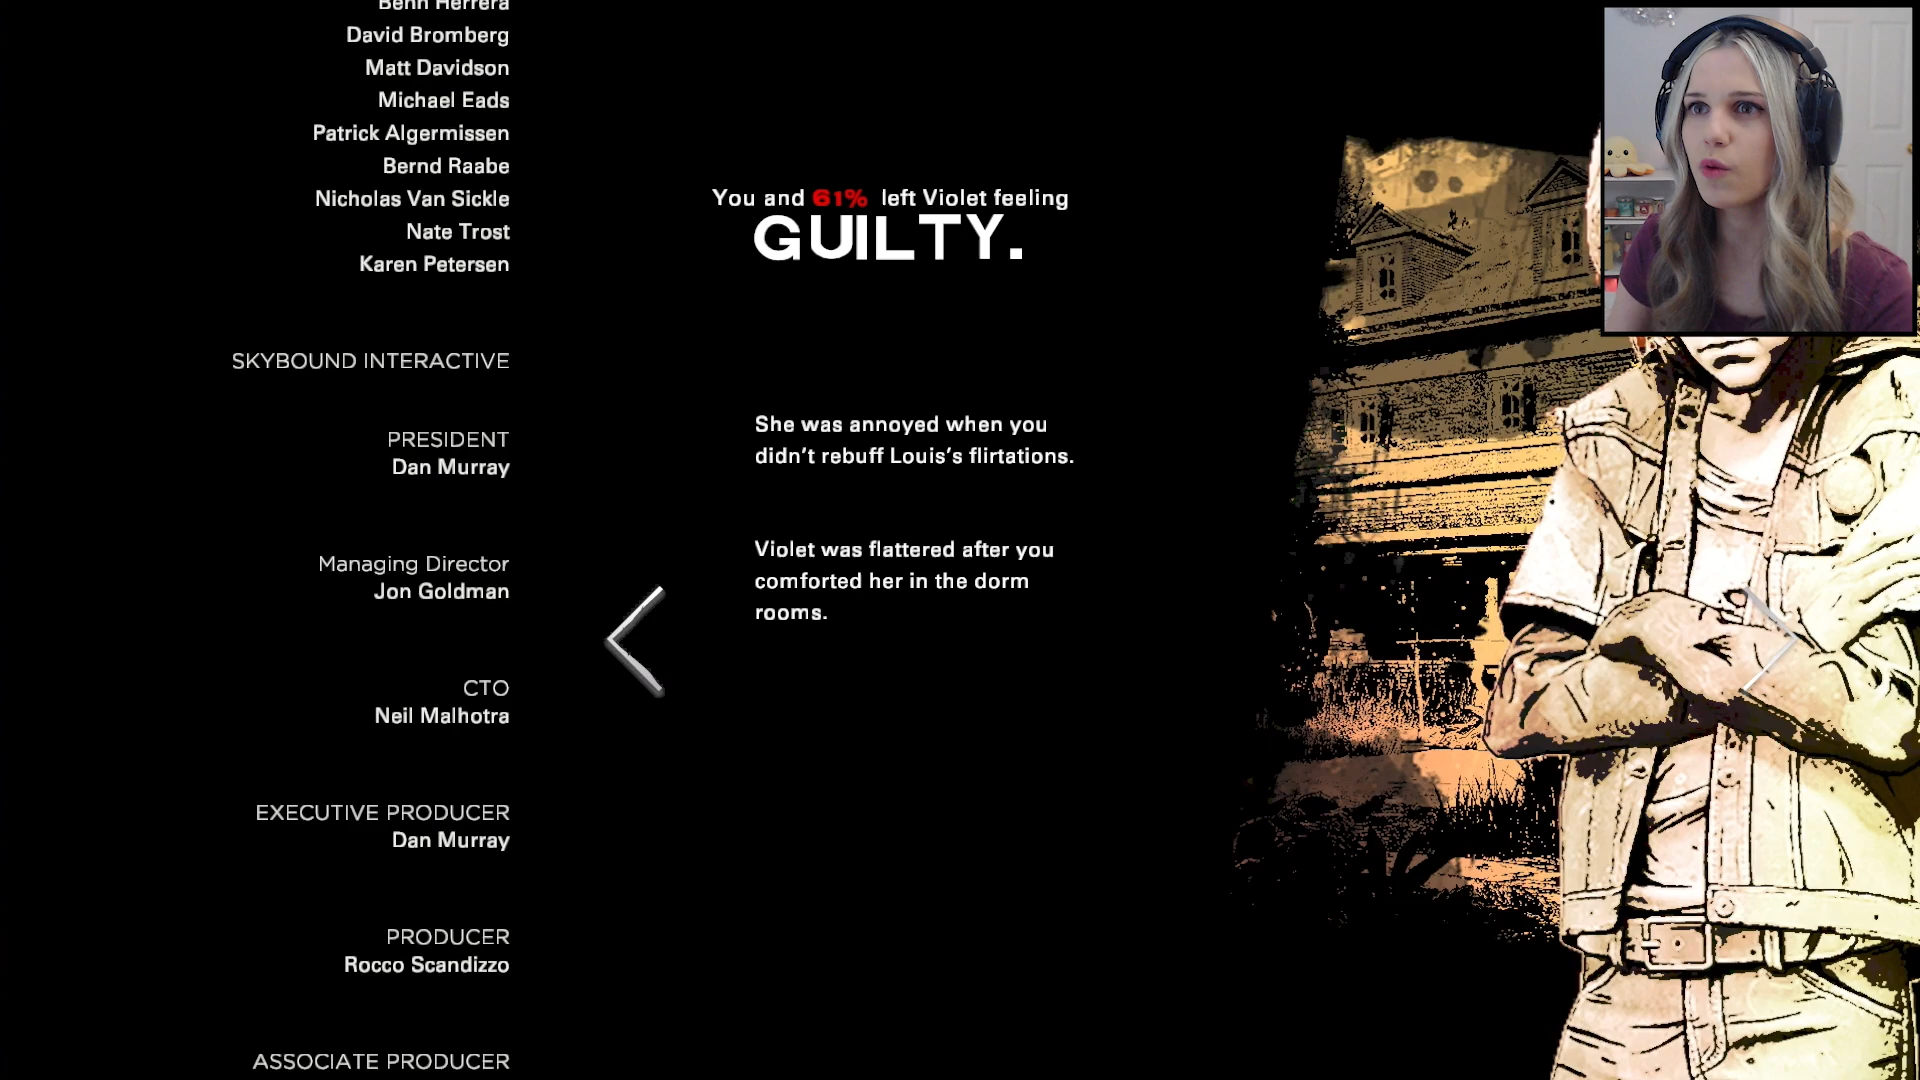 Benn Herrera
David Bromberg
Matt Davidson
Michael Eads
Patrick Algermissen
Bernd Raabe
Nicholas Van Sickle
Nate Trost
Karen Petersen
SKYBOUND INTERACTIVE
PRESIDENT
Dan Murray
Managing Director
Jon Goldman
CTO
Neil Malhotra
EXECUTIVE PRODUCER
Dan Murray
PRODUCER
Rocco Scandizzo
ASSOCIATE PRODUCER
You and 61% left Violet feeling
GUILTY.
She was annoyed when you
didn't rebuff Louis's flirtations.
Violet was flattered after you
comforted her in the dorm
rooms.